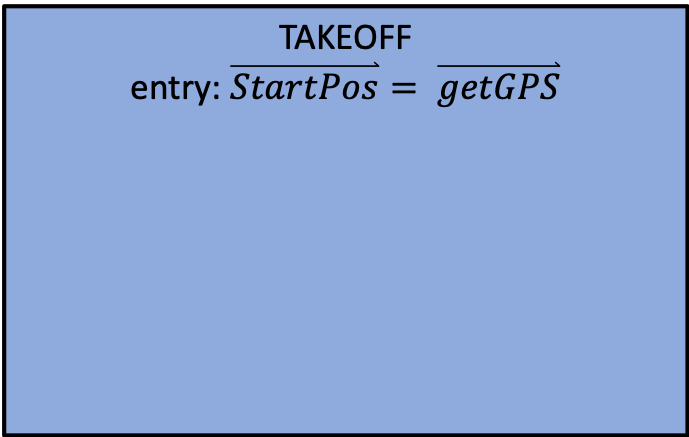 TAKEOFF
entry: StartPos = getGPS